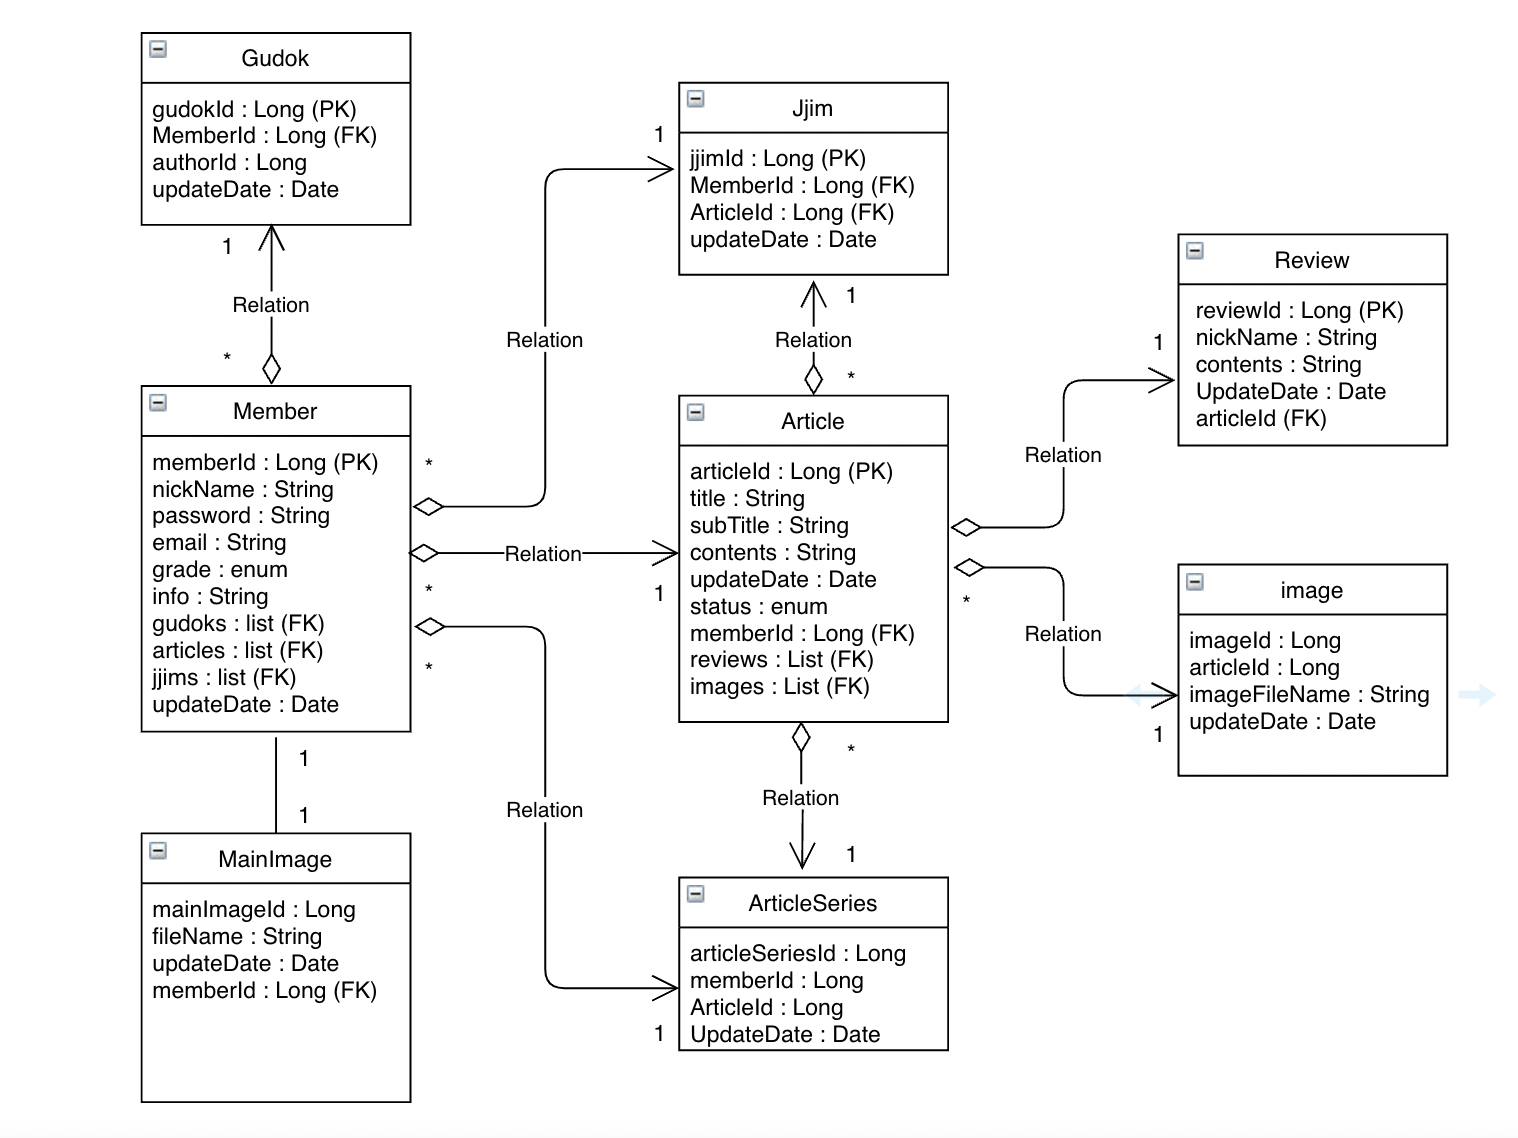 Gudok
gudokId : Long (PK)
MemberId : Long (FK)
authorId : Long
updateDate : Date
1
Relation
*
Member
memberId : Long (PK)
nickName : String
password : String
email : String
grade : enum
info : String
gudoks : list (FK)
articles : list (FK)
jjims : list (FK)
updateDate : Date
1
1
MainImage
mainImageId : Long
fileName : String
updateDate : Date
memberId : Long (FK)
*
Relation
1
*
Relation
1
*
Relation
1
Jjim
jjimId : Long (PK)
MemberId : Long (FK)
ArticleId : Long (FK)
updateDate : Date
1
Relation
*
Article
articleId : Long (PK)
title : String
subTitle : String
contents : String
updateDate : Date
status : enum
memberId : Long (FK)
reviews : List (FK)
images : List (FK)
*
Relation
1
ArticleSeries
articleSeriesId : Long
memberId : Long
ArticleId : Long
UpdateDate : Date
1
Relation
*
Relation
1
Review
reviewId : Long (PK)
nickName : String
contents : String
UpdateDate : Date
articleId (FK)
image
imageId : Long
articleId : Long
imageFileName : String
updateDate : Date